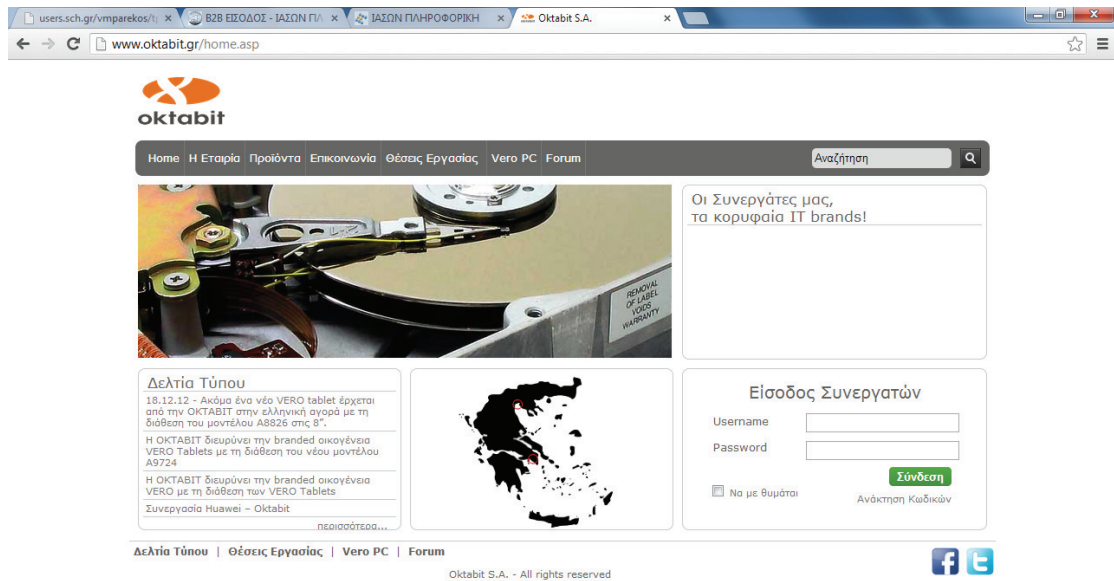 users.sch.gr/vmparekos/t
B2B ΕΙΣΟΔΟΣ - ΙΑΣΩΝ ΠΛ
ΙΑΣΩΝ ΠΛΗΡΟΦΟΡΙΚΗ
Oktabit S.A.
www.oktabit.gr/home.asp
oktabit
Home Η Εταιρία Προϊόντα Επικοινωνία Θέσεις Εργασίας Vero PC Forum
Αναζήτηση
REMOVAL
OF LABEL
VOIDS
WARRANTY
Οι Συνεργάτες μας,
τα κορυφαία IT brands!
Δελτία Τύπου
18.12.12 - Ακόμα ένα νέο VERO tablet έρχεται
από την OKTABIT στην ελληνική αγορά με τη
διάθεση του μοντέλου A8826 στις 8”.
Η OKTABIT διευρύνει την branded οικογένεια
VERO Tablets με τη διάθεση του νέου μοντέλου
A9724
Η OKTABIT διευρύνει την branded οικογένεια
VERO με τη διάθεση των VERO Tablets
Συνεργασία Huawei – Oktabit
περισσότερα...
Είσοδος Συνεργατών
Username
Password
Σύνδεση
Να με θυμάται
Ανάκτηση Κωδικών
Δελτία Τύπου | Θέσεις Εργασίας | Vero PC | Forum
Oktabit S.A. - All rights reserved